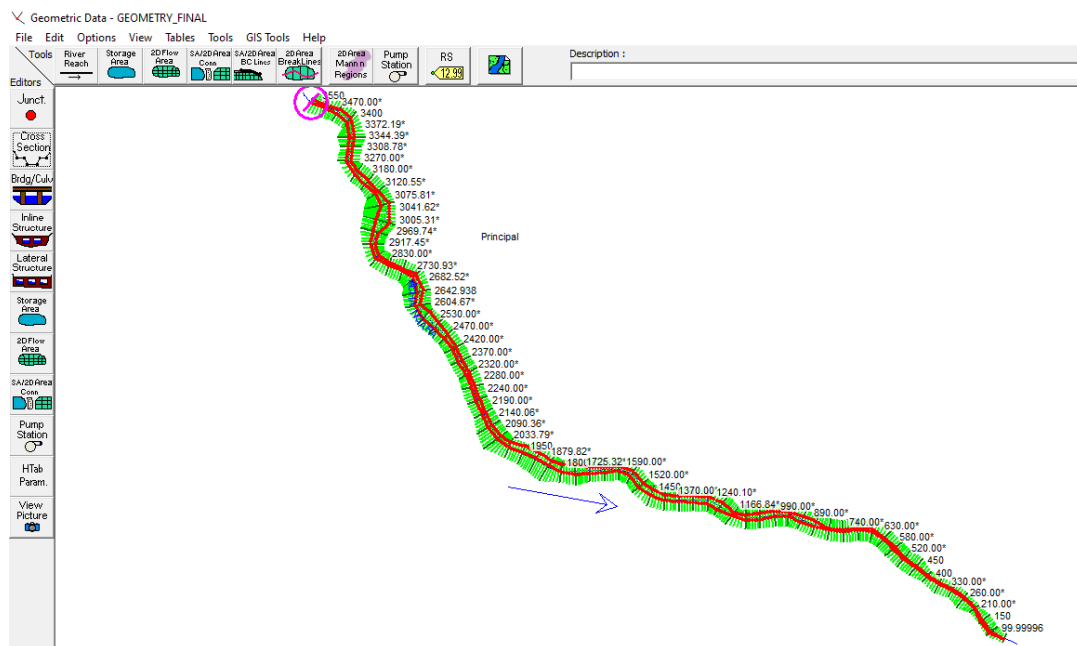 Geometric Data - GEOMETRY_FINAL
File Edit Options View Tables Tools GIS Tools Help
Tools
Editors
River Reach
Storage Area
2D Flow Area
SA/2D Area Conn
SA/2D Area BC Lines
2D Area BreakLines
2D Area Mann n Regions
Pump Station
RS
12.99
Description :
Junct.
Cross Section
Brdg/Culv
Inline Structure
Lateral Structure
Storage Area
2D Flow Area
SA/2D Area Conn
Pump Station
HTab Param.
View Picture
3550
3470.00*
3400
3372.19*
3344.39*
3308.78*
3270.00*
3180.00*
3120.55*
3075.81*
3041.62*
3005.31*
2969.74*
2917.45*
2830.00*
Principal
2730.93*
2682.52*
2642.938
2604.67*
2530.00*
2470.00*
2420.00*
2370.00*
2320.00*
2280.00*
2240.00*
2190.00*
2140.06*
2090.36*
2033.79*
1950
1879.82*
1725.32*
1590.00*
1520.00*
1450
1370.00*
1240.10*
1166.84*
990.00*
890.00*
740.00*
630.00*
580.00*
520.00*
450
400
330.00*
260.00*
210.00*
150
99.99996